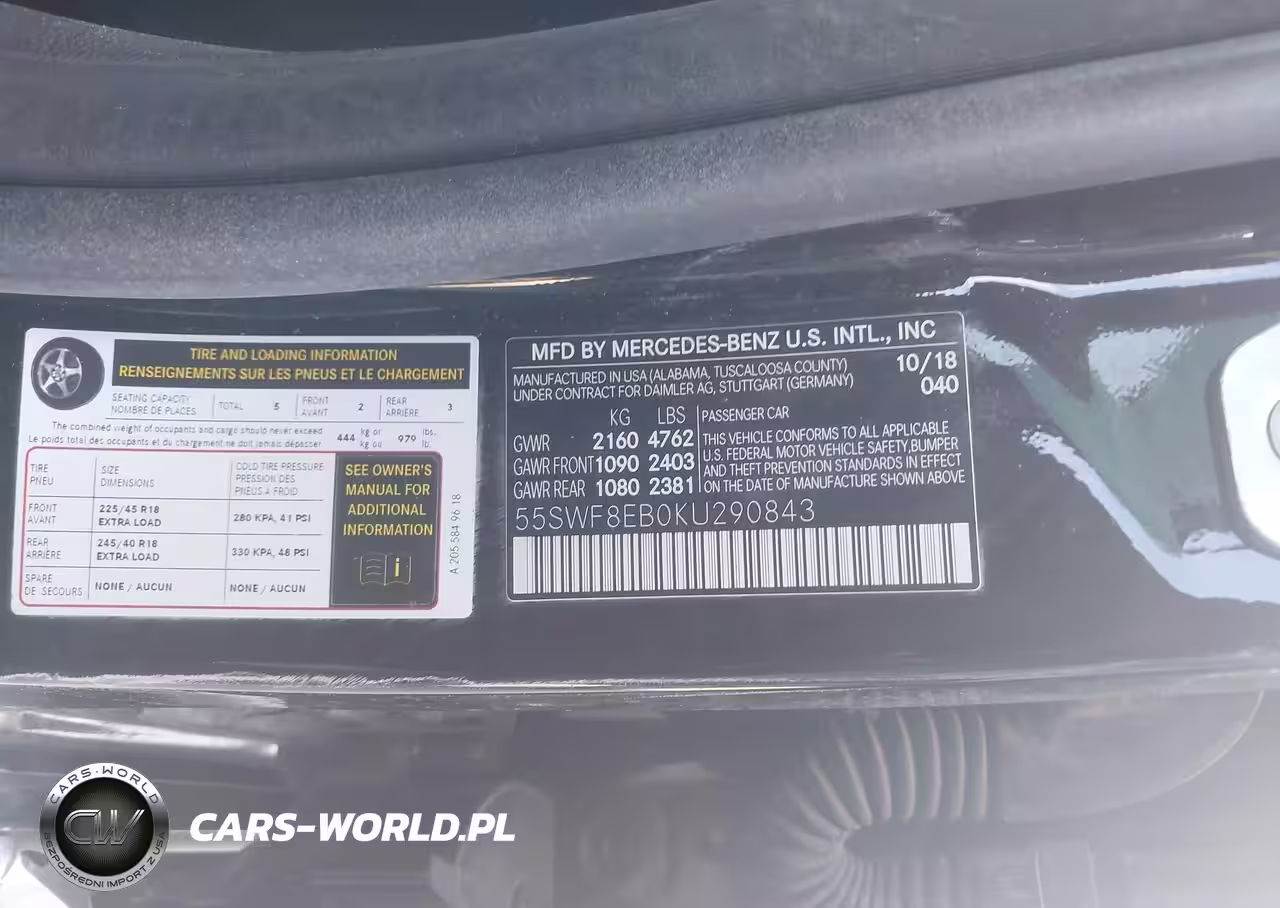 TIRE AND LOADING INFORMATION
RENSEIGNEMENTS SUR LES PNEUS ET LE CHARGEMENT
SEATING CAPACITY
NOMBRE DE PLACES
TOTAL 5
FRONT
AVANT
2
REAR
ARRIÈRE
3
The combined weight of occupants and cargo should never exceed
Le poids total des occupants et du chargement ne doit jamais dépasser
444
kg or
kg ou
979
lbs.
lb.
TIRE
PNEU
SIZE
DIMENSIONS
COLD TIRE PRESSURE
PRESSION DES
PNEUS A FROID
FRONT
AVANT
225/45 R18
EXTRA LOAD
280 KPA, 41 PSI
REAR
ARRIÈRE
245/40 R18
EXTRA LOAD
330 KPA, 48 PSI
SPARE
DE SECOURS
NONE / AUCUN
NONE / AUCUN
SEE OWNER'S
MANUAL FOR
ADDITIONAL
INFORMATION
i
A 205 584 96 18
MFD BY MERCEDES-BENZ U.S. INTL., INC
MANUFACTURED IN USA (ALABAMA, TUSCALOOSA COUNTY)
UNDER CONTRACT FOR DAIMLER AG, STUTTGART (GERMANY)
10/18
040
KG LBS
GVWR 2160 4762
GAWR FRONT 1090 2403
GAWR REAR 1080 2381
PASSENGER CAR
THIS VEHICLE CONFORMS TO ALL APPLICABLE
U.S. FEDERAL MOTOR VEHICLE SAFETY, BUMPER
AND THEFT PREVENTION STANDARDS IN EFFECT
ON THE DATE OF MANUFACTURE SHOWN ABOVE
55SWF8EB0KU290843
CARS-WORLD
CW
BEZPOŚREDNI IMPORT Z USA
CARS-WORLD.PL